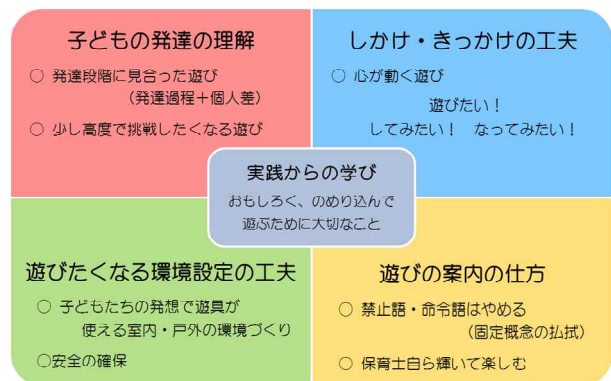 子どもの発達の理解
○ 発達段階に見合った遊び
（発達過程＋個人差）
○ 少し高度で挑戦したくなる遊び
しかけ・きっかけの工夫
○ 心が動く遊び
遊びたい！
してみたい！　なってみたい！
実践からの学び
おもしろく、のめり込んで
遊ぶために大切なこと
遊びたくなる環境設定の工夫
○ 子どもたちの発想で遊具が
使える室内・戸外の環境づくり
○安全の確保
遊びの案内の仕方
○ 禁止語・命令語はやめる
（固定概念の払拭）
○ 保育士自ら輝いて楽しむ